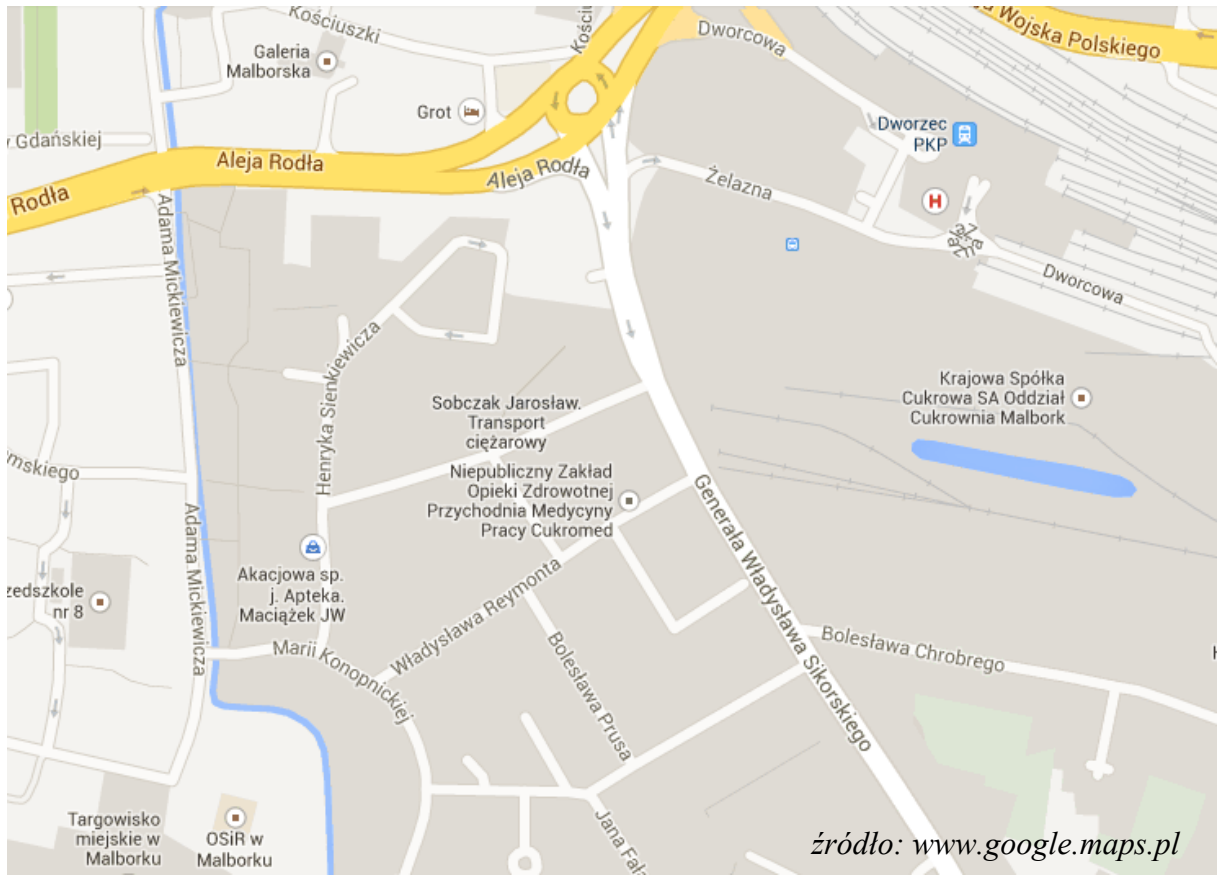 Kościuszki
Galeria
Malborska
Grot
Gdańskiej
Aleja Rodła
Rodła
Aleja Rodła
Dworcowa
Wojska Polskiego
Dworzec
PKP
H
Żelazna
Dworcowa
Adama Mickiewicza
Henryka Sienkiewicza
Krajowa Spółka
Cukrowa SA Oddział
Cukrownia Malbork
Sobczak Jarosław.
Transport
ciężarowy
Niepubliczny Zakład
Opieki Zdrowotnej
Przychodnia Medycyny
Pracy Cukromed
Generała Władysława Sikorskiego
Adama Mickiewicza
Akacjowa sp.
j. Apteka.
Maciążek JW
nr 8
Marii Konopnickiej
Władysława Reymonta
Bolesława Prusa
Bolesława Chrobrego
Targowisko
miejskie w
Malborku
OSiR w
Malborku
Jana
źródło: www.google.maps.pl